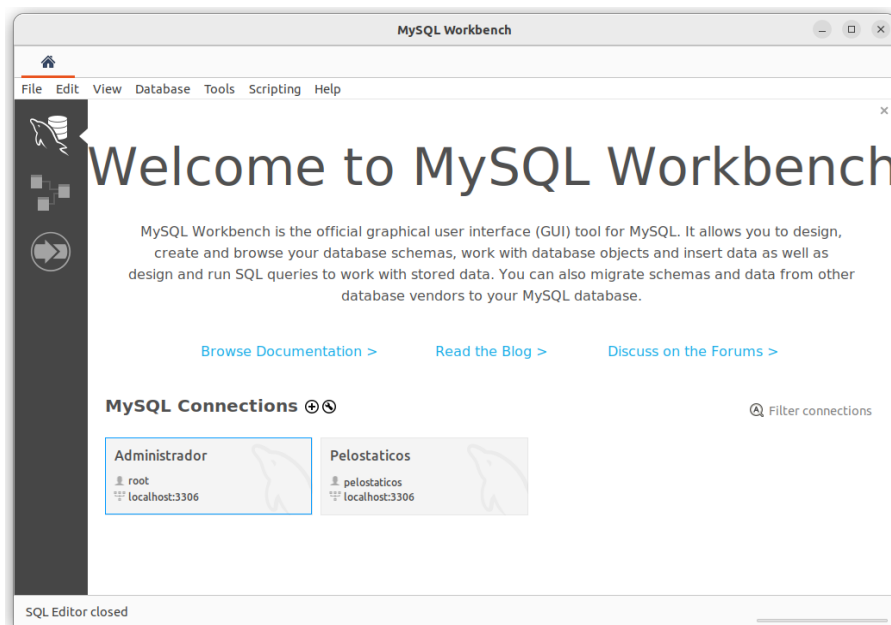 MySQL Workbench
File Edit View Database Tools Scripting Help
Welcome to MySQL Workbench
MySQL Workbench is the official graphical user interface (GUI) tool for MySQL. It allows you to design,
create and browse your database schemas, work with database objects and insert data as well as
design and run SQL queries to work with stored data. You can also migrate schemas and data from other
database vendors to your MySQL database.
Browse Documentation > Read the Blog > Discuss on the Forums >
MySQL Connections
Filter connections
Administrador
root
localhost:3306
Pelostaticos
pelostaticos
localhost:3306
SQL Editor closed